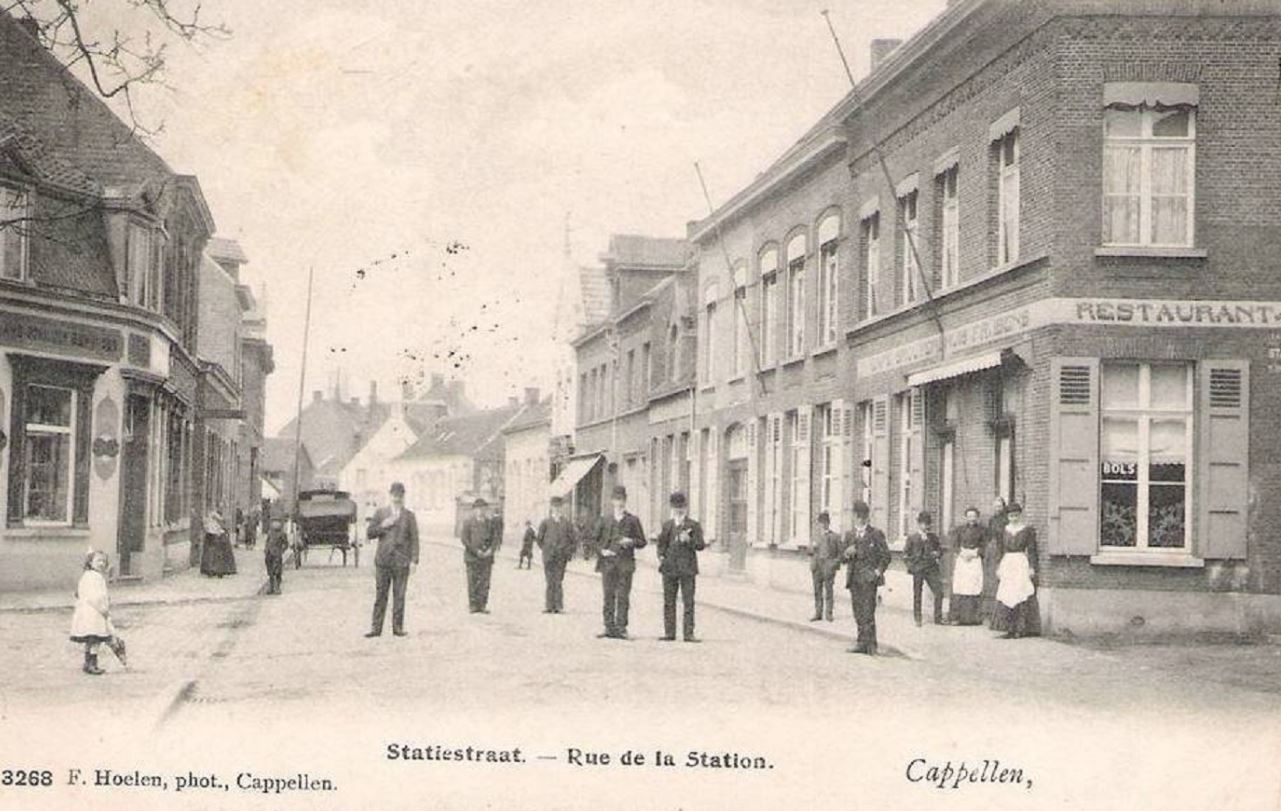 RESTAURANT
BOLS
Statiestraat. — Rue de la Station.
Cappellen,
3268 F. Hoelen, phot., Cappellen.